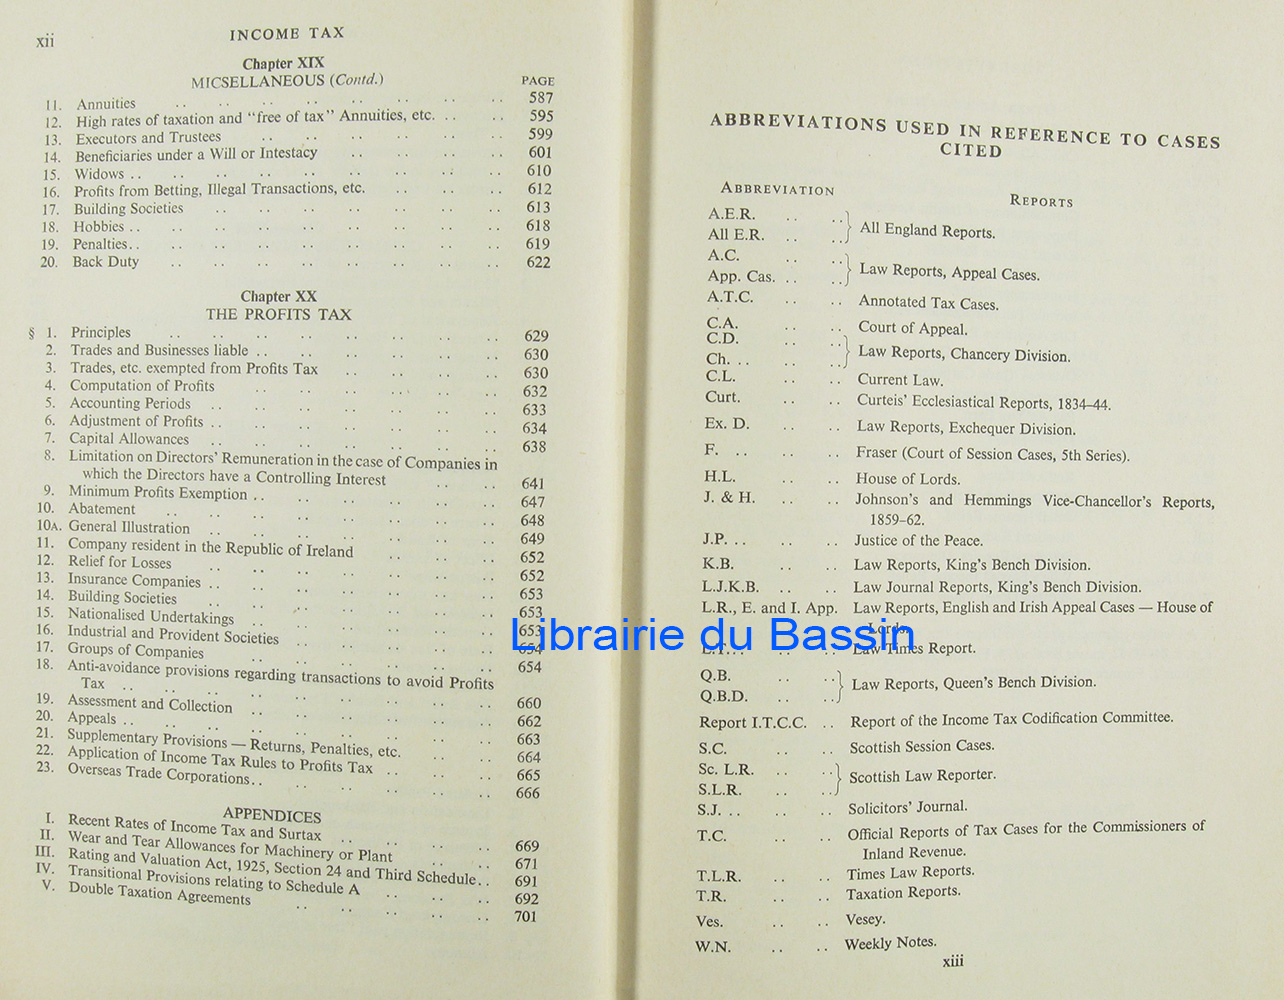 xii
INCOME TAX
Chapter XIX
MICSELLANEOUS (Contd.)
PAGE
11. Annuities .. .. .. .. .. .. .. .. 587
12. High rates of taxation and "free of tax" Annuities, etc. .. .. 595
13. Executors and Trustees .. .. .. .. .. .. 599
14. Beneficiaries under a Will or Intestacy .. .. .. .. 601
15. Widows .. .. .. .. .. .. .. .. .. 610
16. Profits from Betting, Illegal Transactions, etc. .. .. .. 612
17. Building Societies .. .. .. .. .. .. .. 613
18. Hobbies .. .. .. .. .. .. .. .. .. 618
19. Penalties.. .. .. .. .. .. .. .. .. 619
20. Back Duty .. .. .. .. .. .. .. .. 622
Chapter XX
THE PROFITS TAX
§ 1. Principles .. .. .. .. .. .. .. .. 629
2. Trades and Businesses liable .. .. .. .. .. .. 630
3. Trades, etc. exempted from Profits Tax .. .. .. .. 630
4. Computation of Profits .. .. .. .. .. .. 632
5. Accounting Periods .. .. .. .. .. .. .. 633
6. Adjustment of Profits .. .. .. .. .. .. .. 634
7. Capital Allowances .. .. .. .. .. .. .. 638
8. Limitation on Directors' Remuneration in the case of Companies in
which the Directors have a Controlling Interest .. .. 641
9. Minimum Profits Exemption .. .. .. .. .. .. 647
10. Abatement .. .. .. .. .. .. .. .. 648
10A. General Illustration .. .. .. .. .. .. .. 649
11. Company resident in the Republic of Ireland .. .. .. 652
12. Relief for Losses .. .. .. .. .. .. .. 652
13. Insurance Companies .. .. .. .. .. .. .. 653
14. Building Societies .. .. .. .. .. .. .. 653
15. Nationalised Undertakings .. .. .. .. .. .. 653
16. Industrial and Provident Societies .. .. .. .. .. 654
17. Groups of Companies .. .. .. .. .. .. 654
18. Anti-avoidance provisions regarding transactions to avoid Profits
Tax .. .. .. .. .. .. .. .. .. 660
19. Assessment and Collection .. .. .. .. .. .. 662
20. Appeals .. .. .. .. .. .. .. .. .. 663
21. Supplementary Provisions — Returns, Penalties, etc. .. .. 664
22. Application of Income Tax Rules to Profits Tax .. .. .. 665
23. Overseas Trade Corporations.. .. .. .. .. .. 666
APPENDICES
I. Recent Rates of Income Tax and Surtax .. .. .. .. 669
II. Wear and Tear Allowances for Machinery or Plant .. .. 671
III. Rating and Valuation Act, 1925, Section 24 and Third Schedule.. 691
IV. Transitional Provisions relating to Schedule A .. .. .. 692
V. Double Taxation Agreements .. .. .. .. .. 701
ABBREVIATIONS USED IN REFERENCE TO CASES
CITED
ABBREVIATION REPORTS
A.E.R. .. ..
All E.R. .. .. } All England Reports.
A.C. .. ..
App. Cas. .. .. } Law Reports, Appeal Cases.
A.T.C. .. .. Annotated Tax Cases.
C.A. .. .. Court of Appeal.
C.D. .. ..
Ch. .. .. .. } Law Reports, Chancery Division.
C.L. .. .. Current Law.
Curt. .. .. Curteis' Ecclesiastical Reports, 1834–44.
Ex. D. .. .. Law Reports, Exchequer Division.
F. .. .. .. Fraser (Court of Session Cases, 5th Series).
H.L. .. .. House of Lords.
J. & H. .. .. Johnson's and Hemmings Vice-Chancellor's Reports,
1859–62.
J.P. .. .. .. Justice of the Peace.
K.B. .. .. Law Reports, King's Bench Division.
L.J.K.B. .. .. Law Journal Reports, King's Bench Division.
L.R., E. and I. App. Law Reports, English and Irish Appeal Cases — House of
Lords.
Librairie du Bassin
L.T. .. .. .. Law Times Report.
Q.B. .. ..
Q.B.D. .. .. } Law Reports, Queen's Bench Division.
Report I.T.C.C. .. Report of the Income Tax Codification Committee.
S.C. .. .. Scottish Session Cases.
Sc. L.R. .. ..
S.L.R. .. .. } Scottish Law Reporter.
S.J. .. .. .. Solicitors' Journal.
T.C. .. .. Official Reports of Tax Cases for the Commissioners of
Inland Revenue.
T.L.R. .. .. Times Law Reports.
T.R. .. .. Taxation Reports.
Ves. .. .. Vesey.
W.N. .. .. Weekly Notes.
xiii